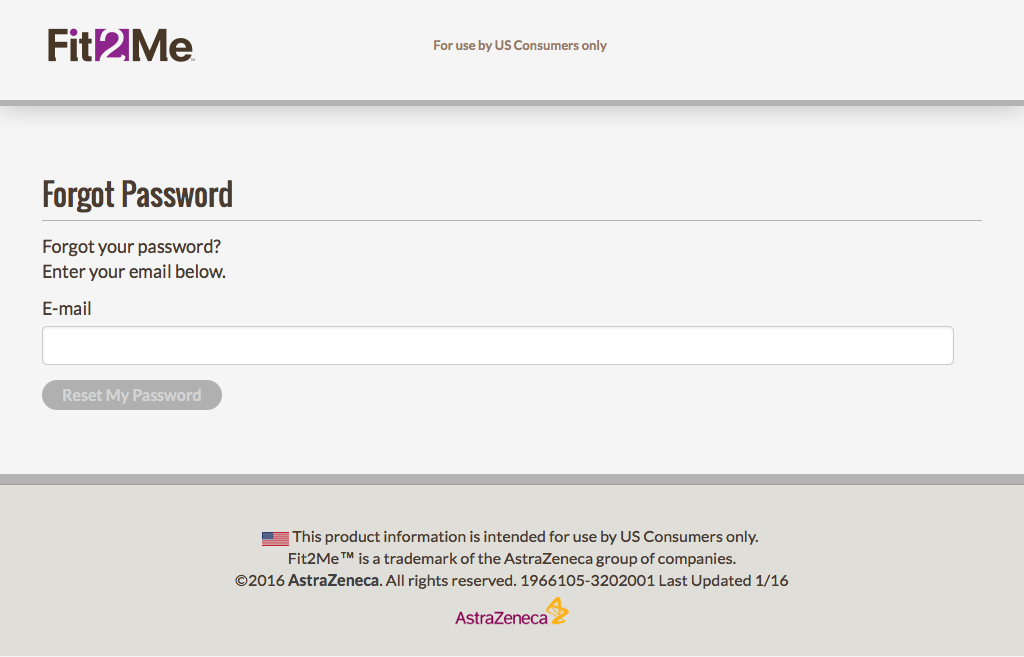 Fit2Me™
For use by US Consumers only
Forgot Password
Forgot your password?
Enter your email below.
E-mail
Reset My Password
This product information is intended for use by US Consumers only.
Fit2Me™ is a trademark of the AstraZeneca group of companies.
©2016 AstraZeneca. All rights reserved. 1966105-3202001 Last Updated 1/16
AstraZeneca